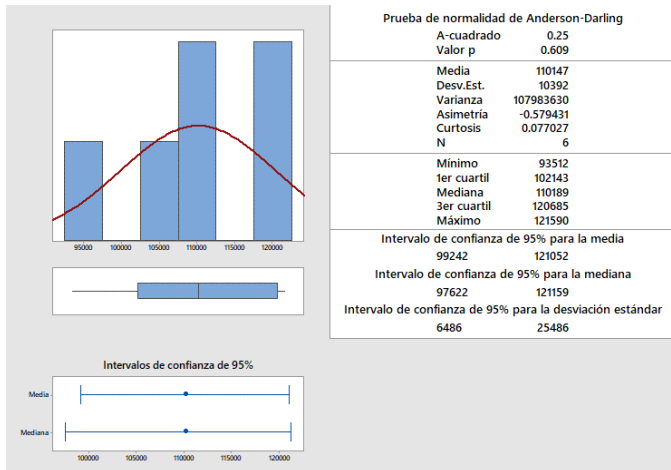 Prueba de normalidad de Anderson-Darling
A-cuadrado 0.25
Valor p 0.609
Media 110147
Desv.Est. 10392
Varianza 107983630
Asimetría -0.579431
Curtosis 0.077027
N 6
Mínimo 93512
1er cuartil 102143
Mediana 110189
3er cuartil 120685
Máximo 121590
Intervalo de confianza de 95% para la media
99242 121052
Intervalo de confianza de 95% para la mediana
97622 121159
Intervalo de confianza de 95% para la desviación estándar
6486 25486
95000 100000 105000 110000 115000 120000
Intervalos de confianza de 95%
Media
Mediana
100000 105000 110000 115000 120000